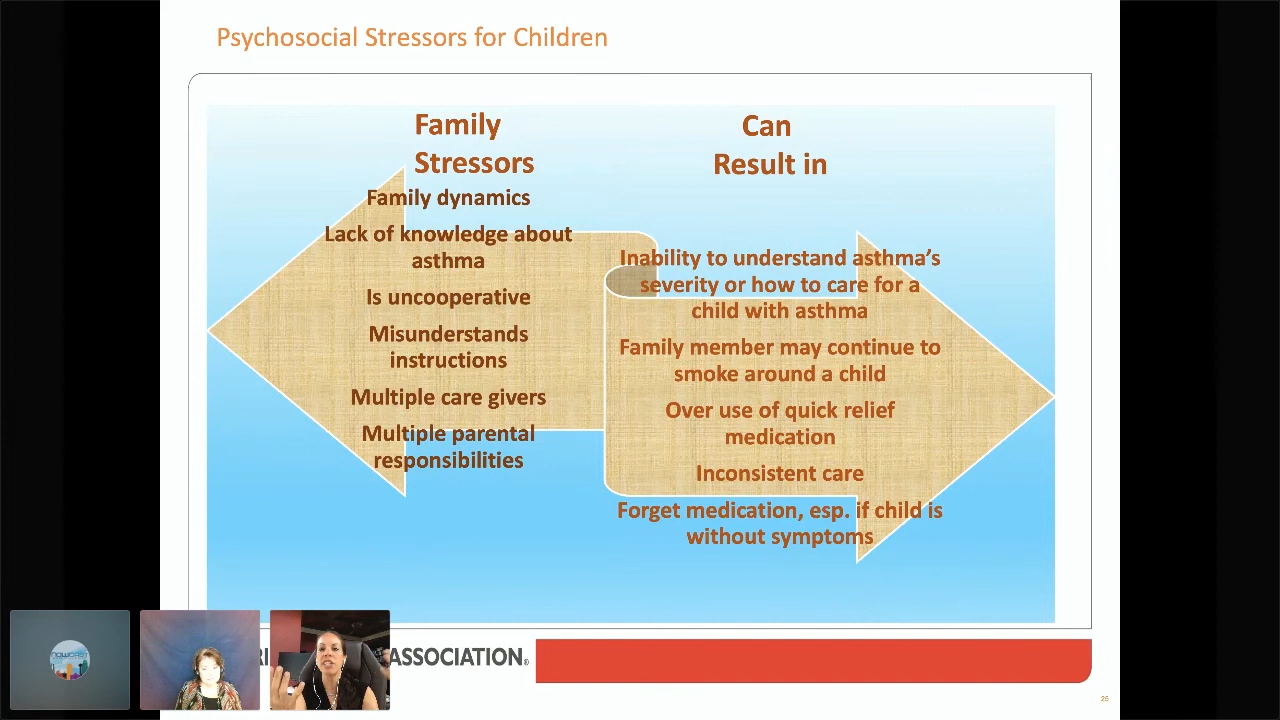 Psychosocial Stressors for Children
Family
Stressors
Family dynamics
Lack of knowledge about
asthma
Is uncooperative
Misunderstands
instructions
Multiple care givers
Multiple parental
responsibilities
Can
Result in
Inability to understand asthma's
severity or how to care for a
child with asthma
Family member may continue to
smoke around a child
Over use of quick relief
medication
Inconsistent care
Forget medication, esp. if child is
without symptoms
ASSOCIATION®
25